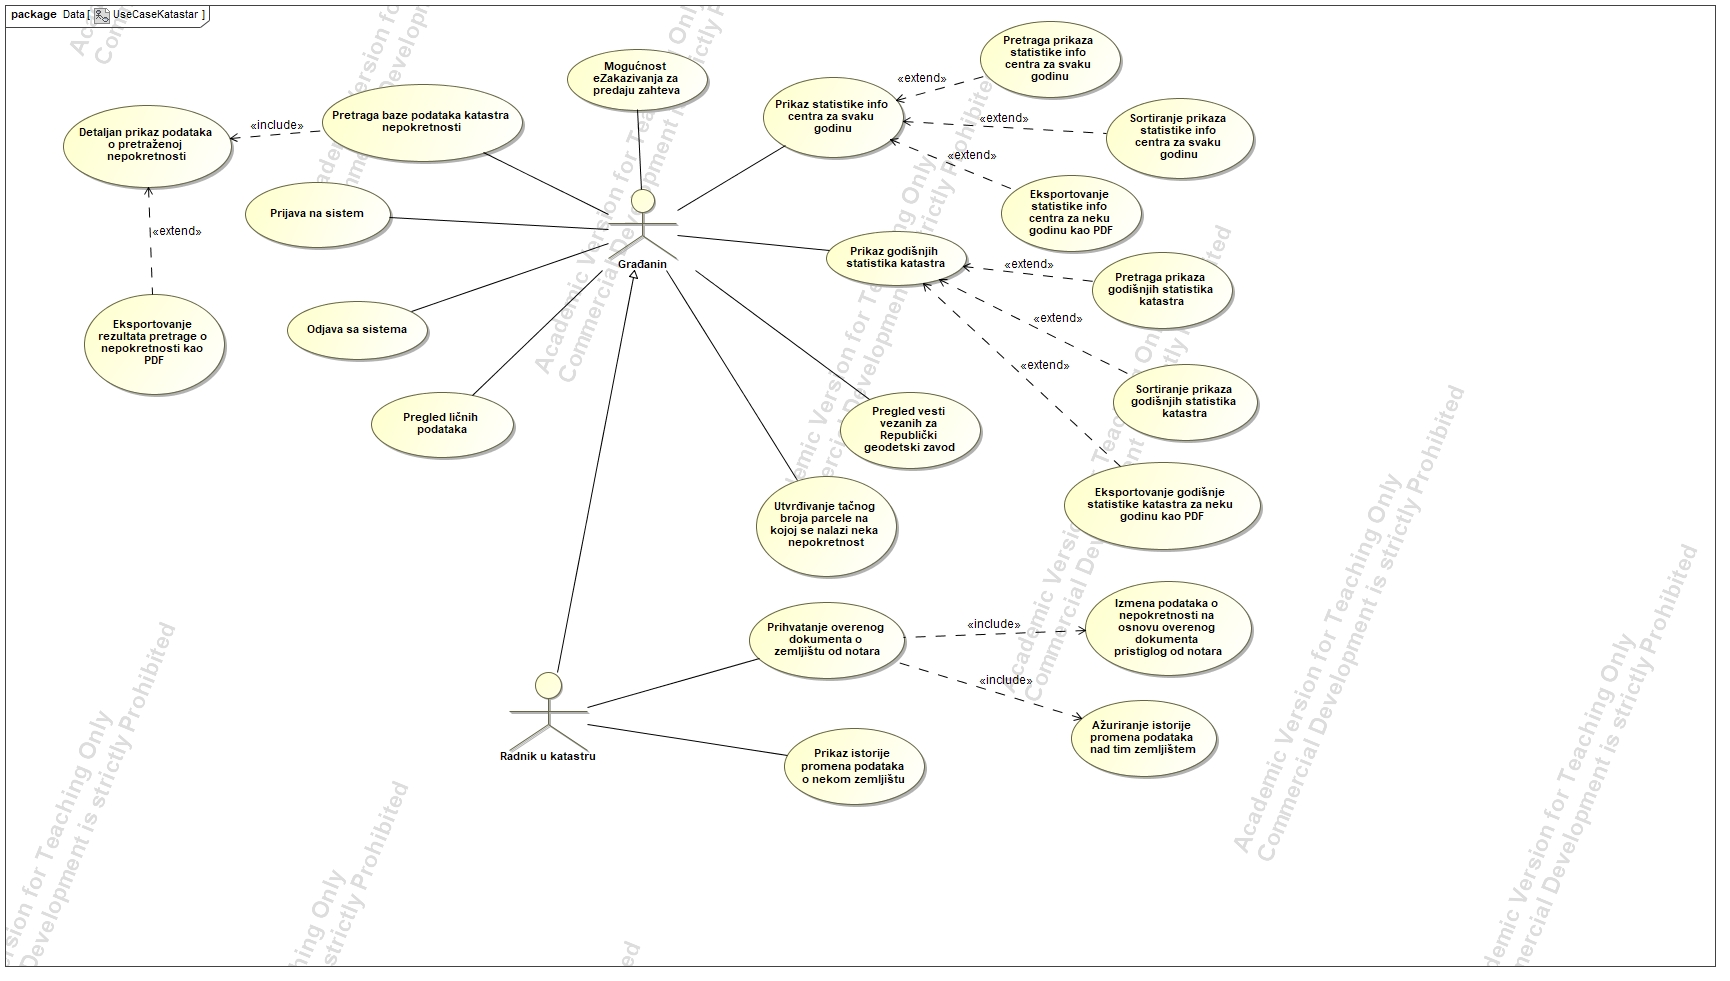 package Data [ UseCaseKatastar ]
Mogućnost
eZakazivanja za
predaju zahteva
Pretraga baze podataka katastra
nepokretnosti
«include»
Detaljan prikaz podataka
o pretraženoj
nepokretnosti
«extend»
Eksportovanje
rezultata pretrage o
nepokretnosti kao
PDF
Prijava na sistem
Odjava sa sistema
Pregled ličnih
podataka
Građanin
Prikaz statistike info
centra za svaku
godinu
«extend»
Pretraga prikaza
statistike info
centra za svaku
godinu
«extend»
Sortiranje prikaza
statistike info
centra za svaku
godinu
«extend»
Eksportovanje
statistike info
centra za neku
godinu kao PDF
Prikaz godišnjih
statistika katastra
«extend»
Pretraga prikaza
godišnjih statistika
katastra
«extend»
Sortiranje prikaza
godišnjih statistika
katastra
«extend»
Eksportovanje godišnje
statistike katastra za neku
godinu kao PDF
Pregled vesti
vezanih za
Republički
geodetski zavod
Utvrđivanje tačnog
broja parcele na
kojoj se nalazi neka
nepokretnost
Radnik u katastru
Prihvatanje overenog
dokumenta o
zemljištu od notara
«include»
Izmena podataka o
nepokretnosti na
osnovu overenog
dokumenta
pristiglog od notara
«include»
Ažuriranje istorije
promena podataka
nad tim zemljištem
Prikaz istorije
promena podataka
o nekom zemljištu
Academic Version for Teaching Only
Commercial Development is strictly Prohibited